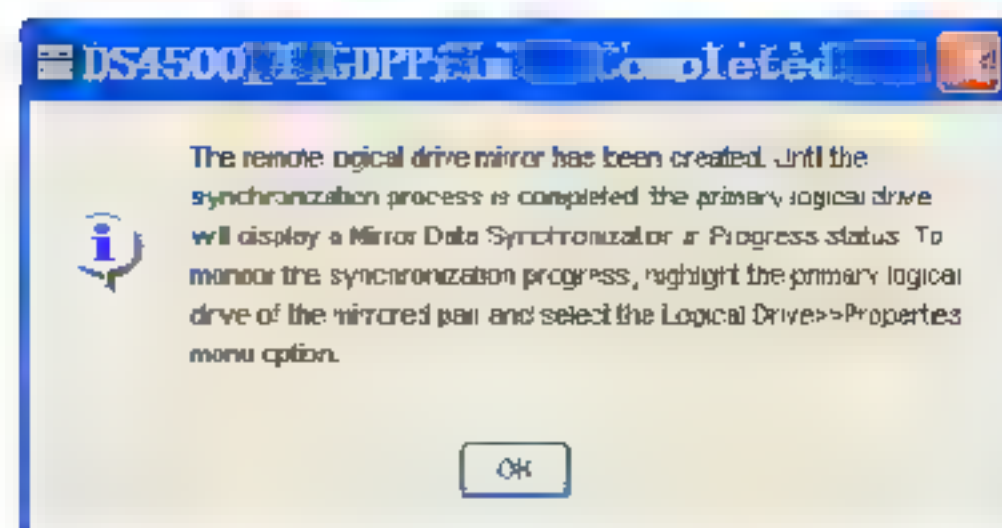 DS4500 Completed
The remote logical drive mirror has been created. Until the
synchronization process is completed the primary logical drive
will display a Mirror Data Synchronization in Progress status. To
monitor the synchronization progress, highlight the primary logical
drive of the mirrored pair and select the Logical Drive>>Properties
menu option.
OK